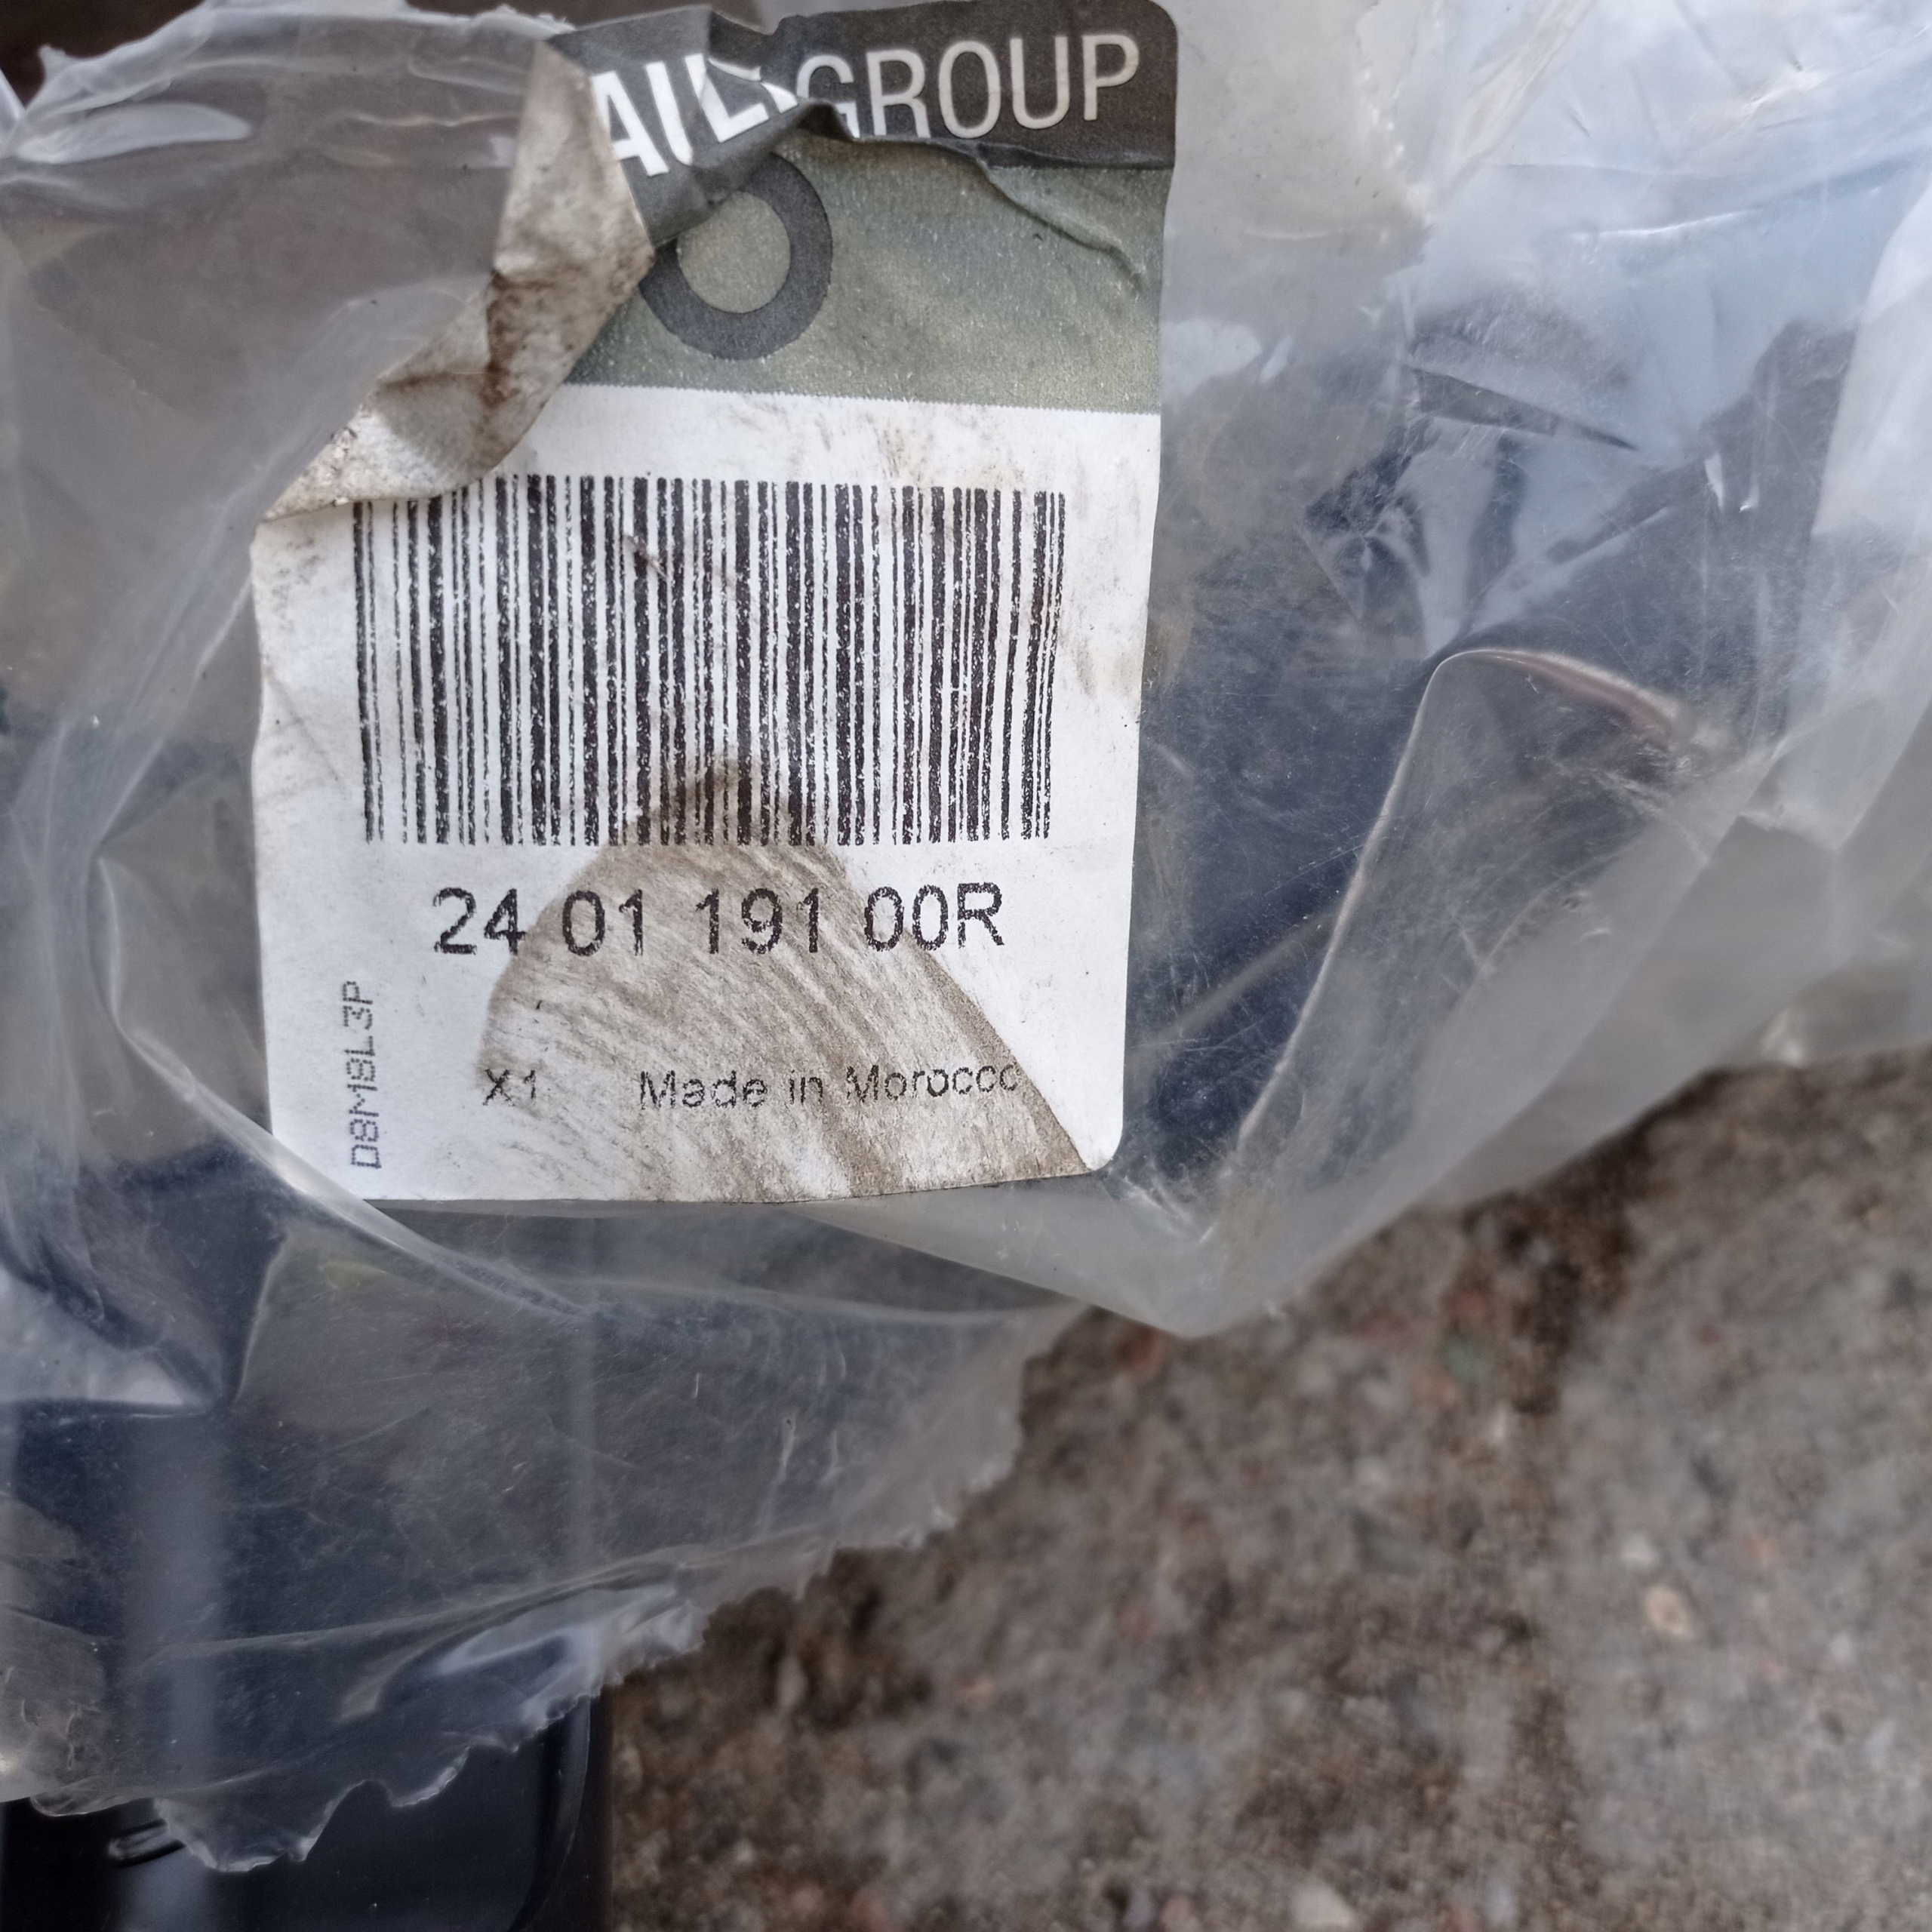 GROUP
24 01 191 00R
D8M8L3P
X1 Made in Morocco